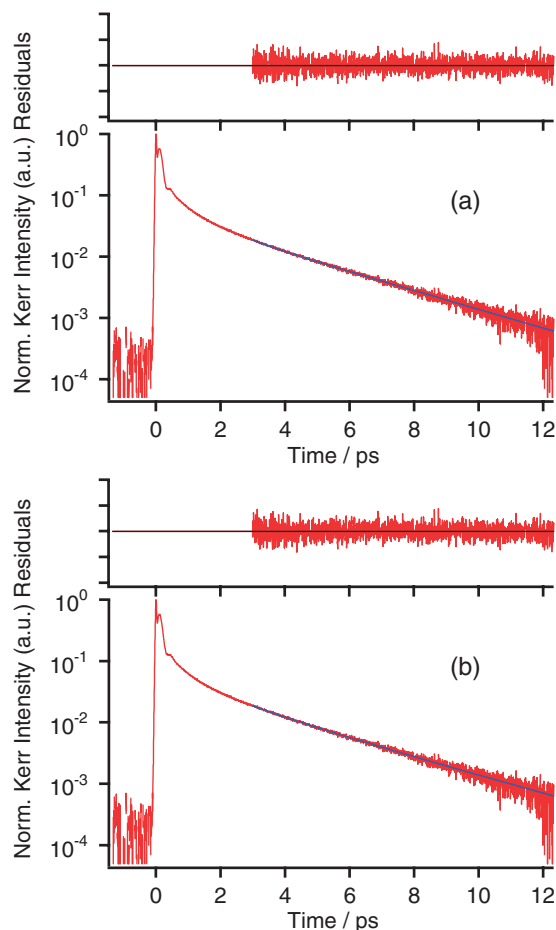 Residuals
Norm. Kerr Intensity (a.u.)
10^0
10^-1
10^-2
10^-3
10^-4
(a)
0 2 4 6 8 10 12
Time / ps
Residuals
Norm. Kerr Intensity (a.u.)
10^0
10^-1
10^-2
10^-3
10^-4
(b)
0 2 4 6 8 10 12
Time / ps